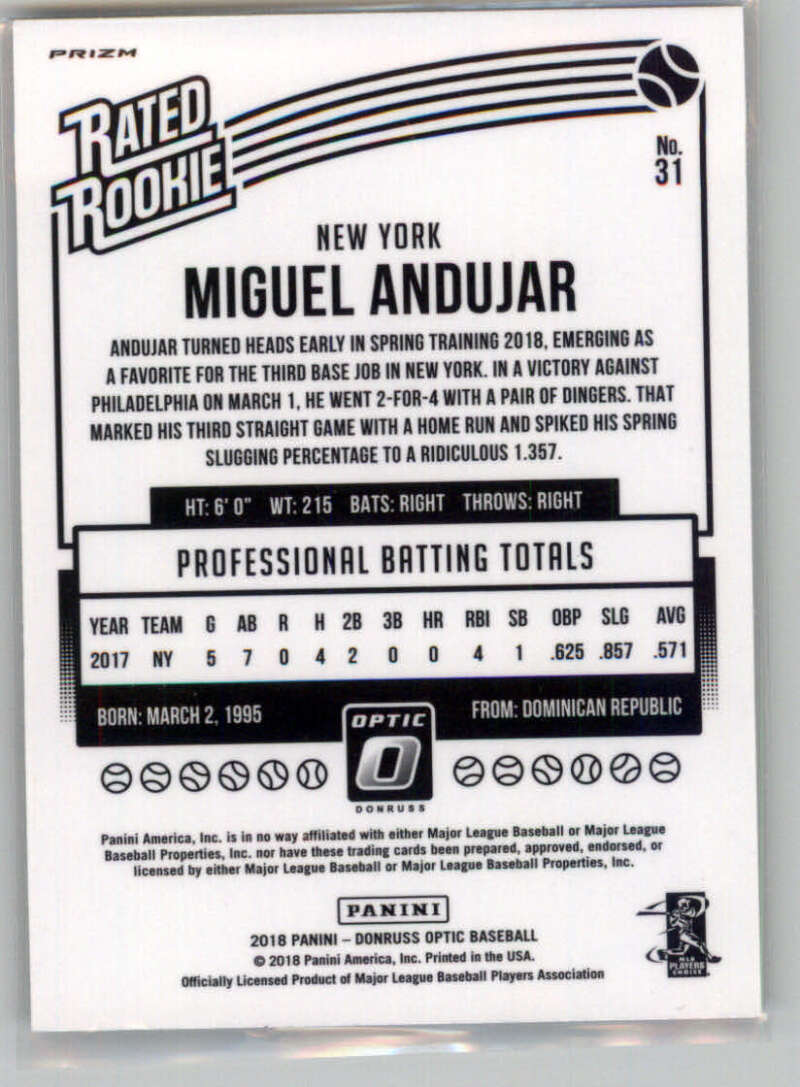 PRIZM
RATED
ROOKIE
No.
31
NEW YORK
MIGUEL ANDUJAR
ANDUJAR TURNED HEADS EARLY IN SPRING TRAINING 2018, EMERGING AS
A FAVORITE FOR THE THIRD BASE JOB IN NEW YORK. IN A VICTORY AGAINST
PHILADELPHIA ON MARCH 1, HE WENT 2-FOR-4 WITH A PAIR OF DINGERS. THAT
MARKED HIS THIRD STRAIGHT GAME WITH A HOME RUN AND SPIKED HIS SPRING
SLUGGING PERCENTAGE TO A RIDICULOUS 1.357.
HT: 6' 0" WT: 215 BATS: RIGHT THROWS: RIGHT
PROFESSIONAL BATTING TOTALS
YEAR TEAM G AB R H 2B 3B HR RBI SB OBP SLG AVG
2017 NY 5 7 0 4 2 0 0 4 1 .625 .857 .571
BORN: MARCH 2, 1995
FROM: DOMINICAN REPUBLIC
OPTIC
O
DONRUSS
Panini America, Inc. is in no way affiliated with either Major League Baseball or Major League
Baseball Properties, Inc. nor have these trading cards been prepared, approved, endorsed, or
licensed by either Major League Baseball or Major League Baseball Properties, Inc.
PANINI
2018 PANINI – DONRUSS OPTIC BASEBALL
© 2018 Panini America, Inc. Printed in the USA.
Officially Licensed Product of Major League Baseball Players Association
MLB
PLAYERS
CHOICE